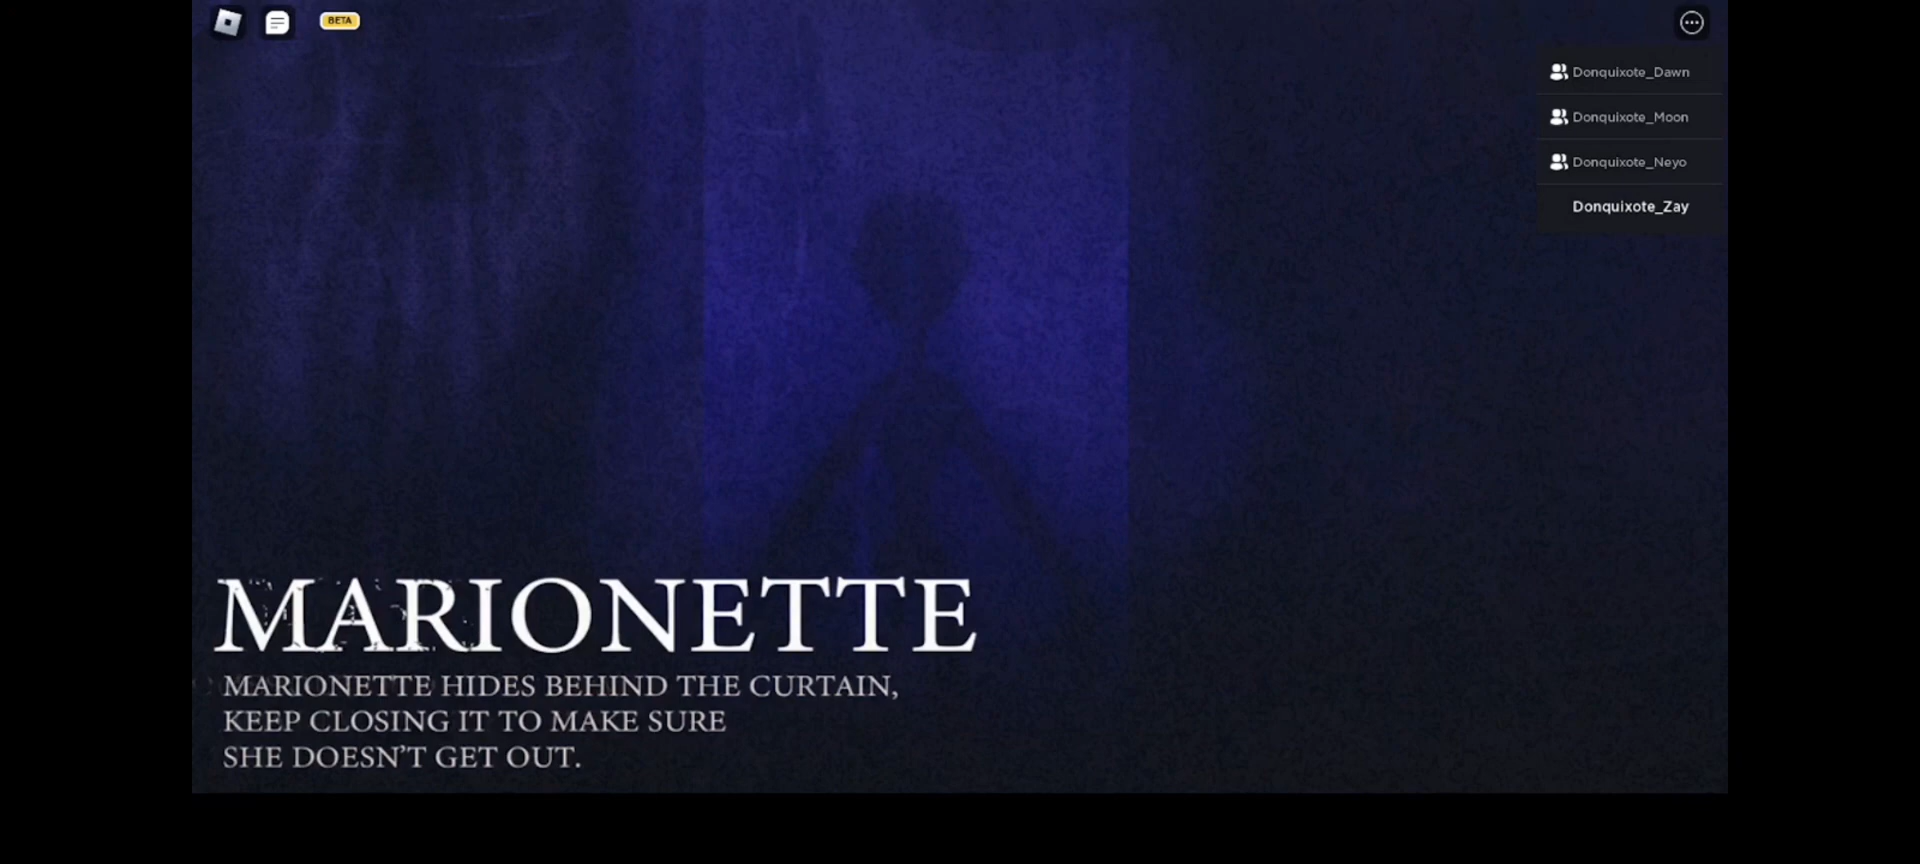 BETA
Donquixote_Dawn
Donquixote_Moon
Donquixote_Neyo
Donquixote_Zay
MARIONETTE
MARIONETTE HIDES BEHIND THE CURTAIN,
KEEP CLOSING IT TO MAKE SURE
SHE DOESN’T GET OUT.